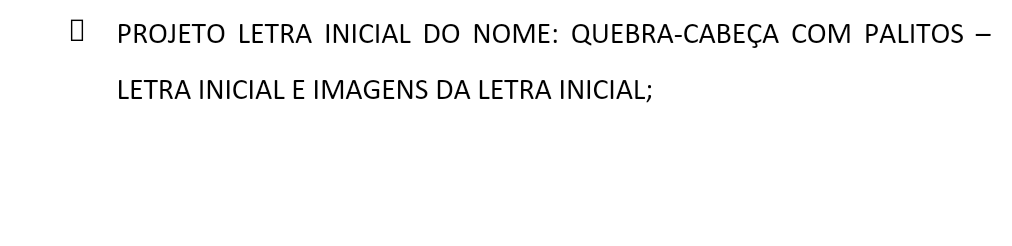 PROJETO LETRA INICIAL DO NOME: QUEBRA-CABEÇA COM PALITOS –
LETRA INICIAL E IMAGENS DA LETRA INICIAL;